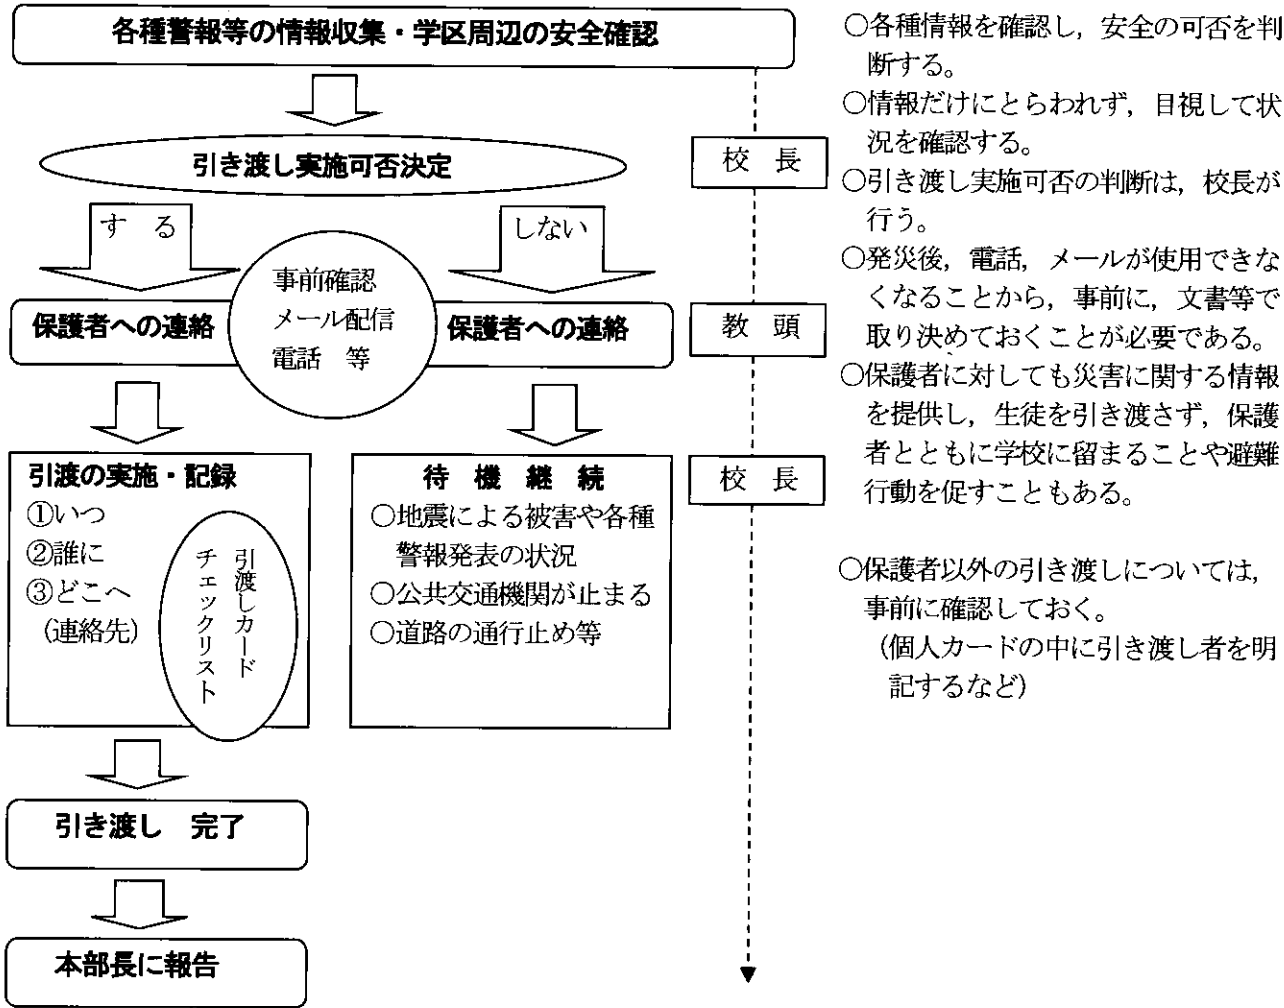 各種警報等の情報収集・学区周辺の安全確認
引き渡し実施可否決定
す る
しない
事前確認
メール配信
電話 等
保護者への連絡
保護者への連絡
引渡の実施・記録
①いつ
②誰に
③どこへ
(連絡先)
引渡しカード
チェックリスト
待 機 継 続
○地震による被害や各種
警報発表の状況
○公共交通機関が止まる
○道路の通行止め等
引き渡し 完了
本部長に報告
校 長
教 頭
校 長
○各種情報を確認し，安全の可否を判
断する。
○情報だけにとらわれず，目視して状
況を確認する。
○引き渡し実施可否の判断は，校長が
行う。
○発災後，電話，メールが使用できな
くなることから，事前に，文書等で
取り決めておくことが必要である。
○保護者に対しても災害に関する情報
を提供し，生徒を引き渡さず，保護
者とともに学校に留まることや避難
行動を促すこともある。
○保護者以外の引き渡しについては，
事前に確認しておく。
(個人カードの中に引き渡し者を明
記するなど)